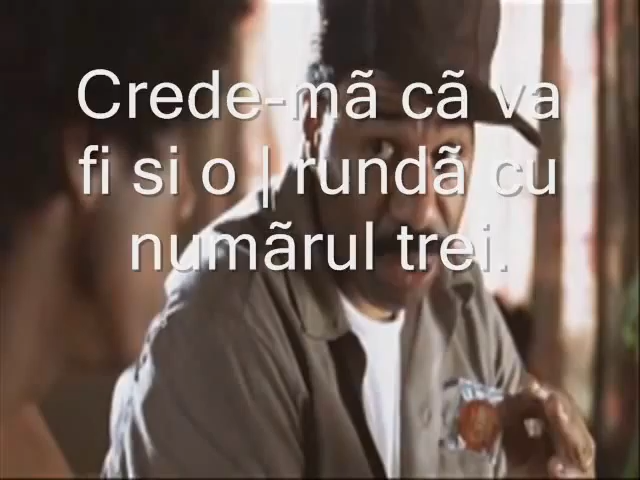 Crede-mã cã va
fi si o | rundã cu
numãrul trei.